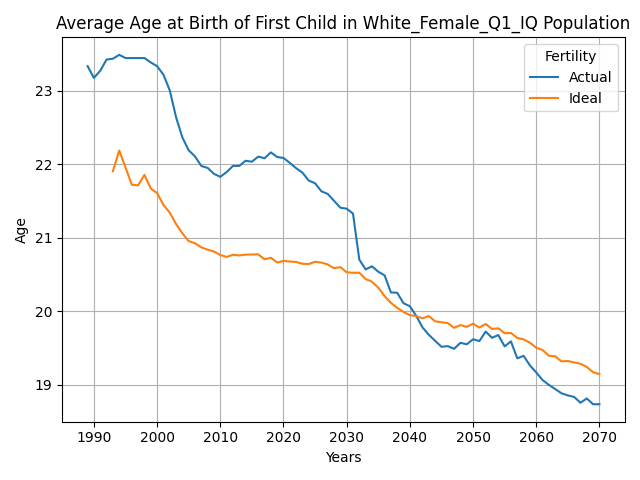 Average Age at Birth of First Child in White_Female_Q1_IQ Population
Fertility
Actual
Ideal
23
22
21
20
19
Age
1990 2000 2010 2020 2030 2040 2050 2060 2070
Years